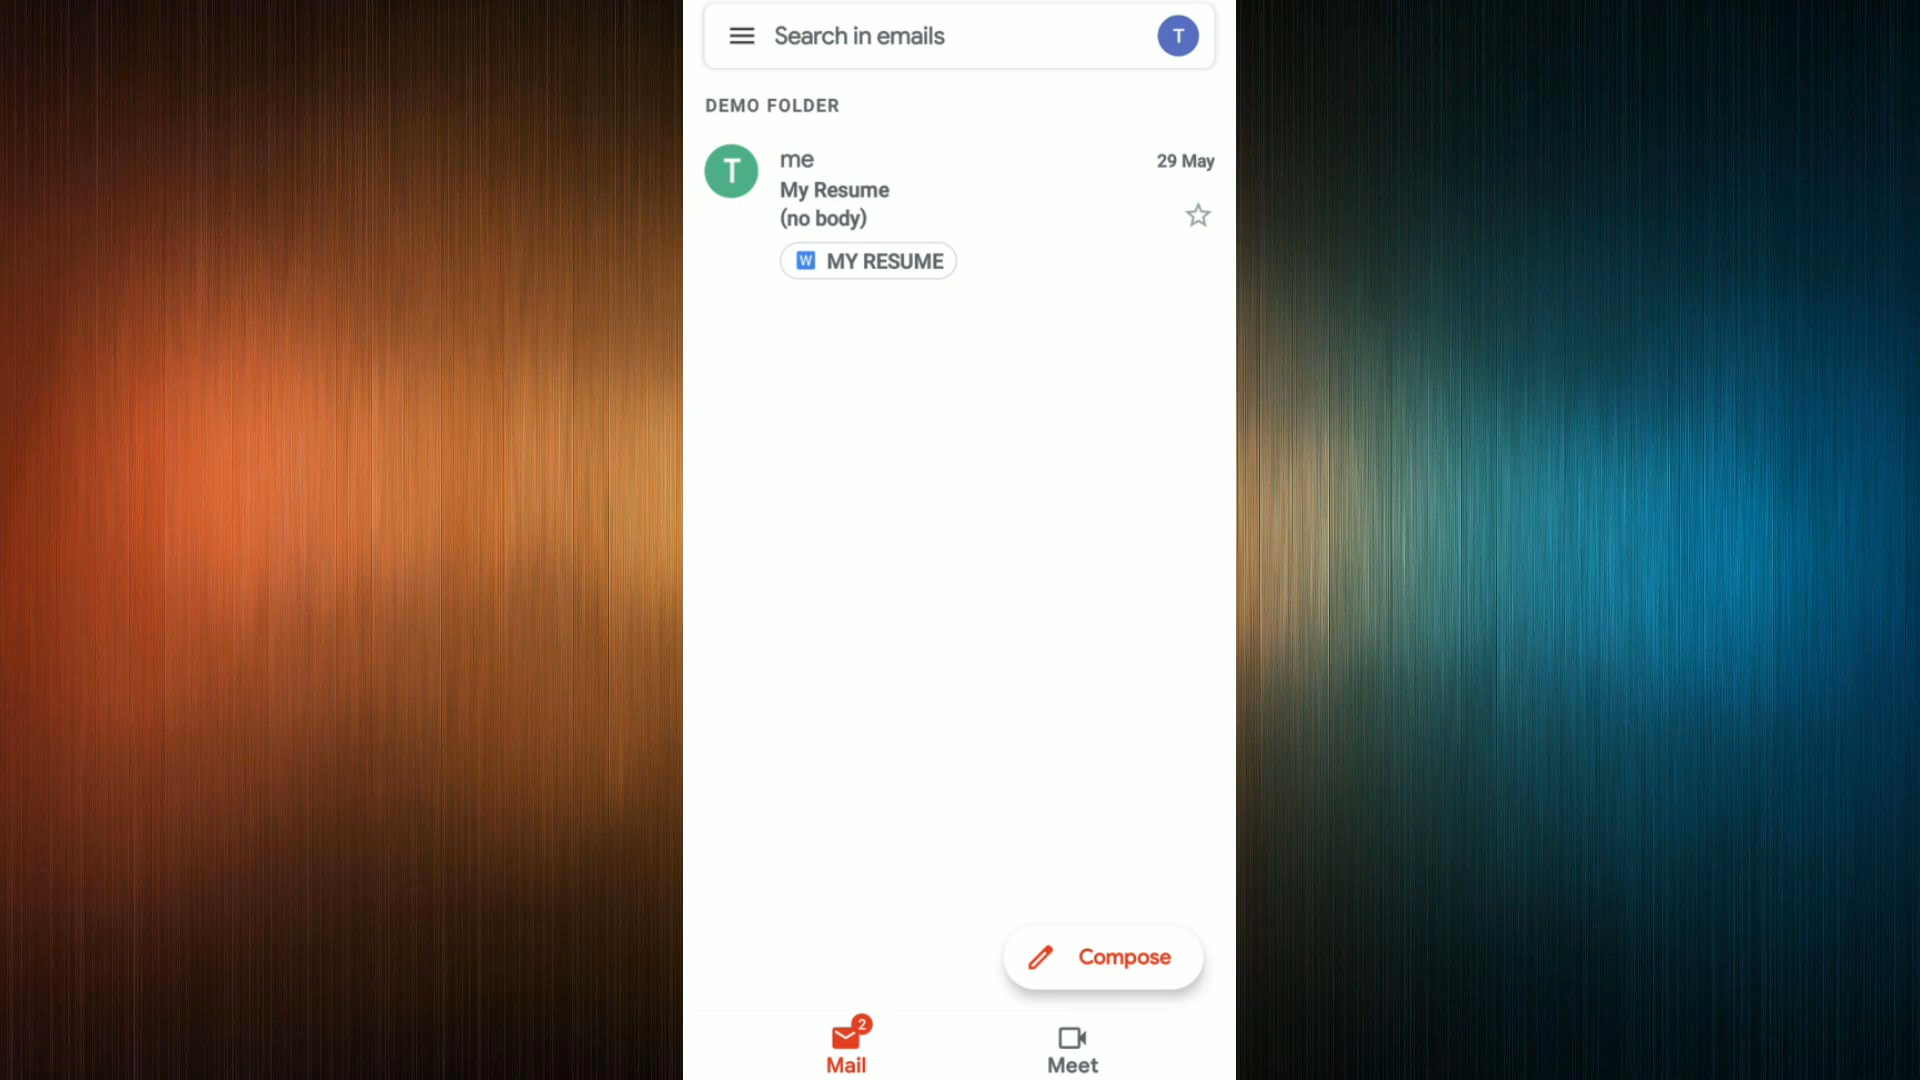 Search in emails
T
DEMO FOLDER
T
me
29 May
My Resume
(no body)
W MY RESUME
Compose
2
Mail
Meet